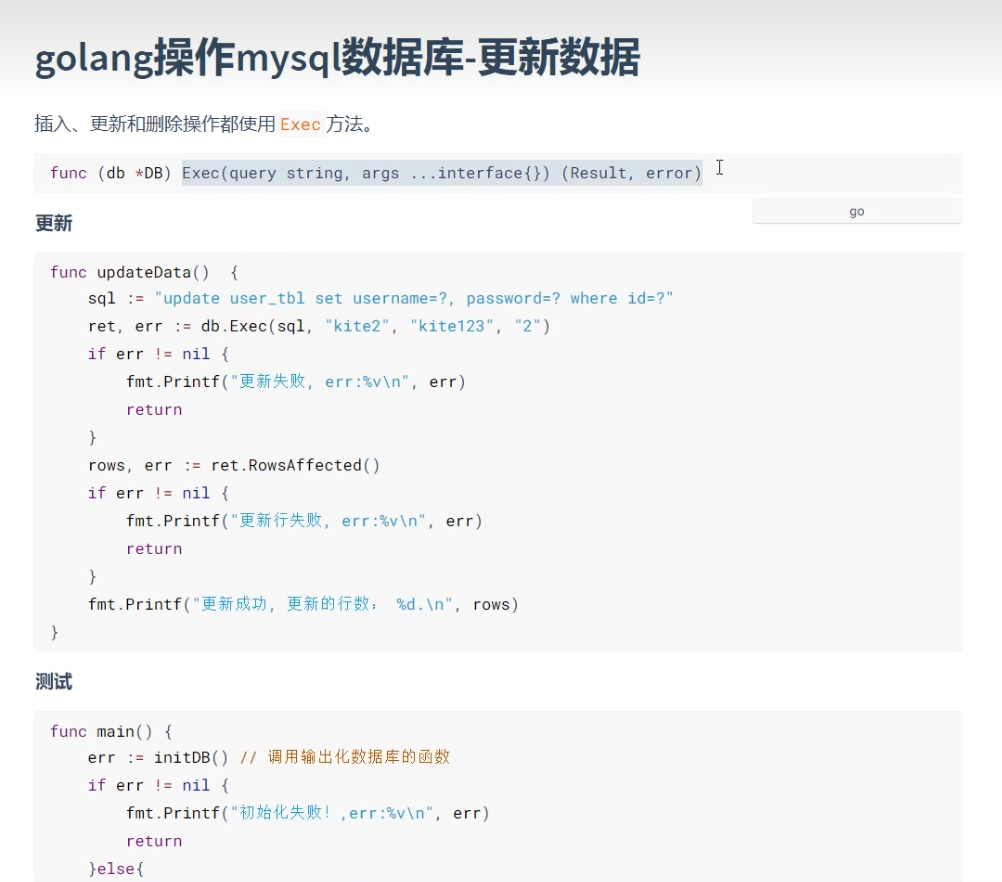 golang操作mysql数据库-更新数据
插入、更新和删除操作都使用 Exec 方法。
func (db *DB) Exec(query string, args ...interface{}) (Result, error)
go
更新
func updateData()  {
    sql := "update user_tbl set username=?, password=? where id=?"
    ret, err := db.Exec(sql, "kite2", "kite123", "2")
    if err != nil {
        fmt.Printf("更新失败, err:%v\n", err)
        return
    }
    rows, err := ret.RowsAffected()
    if err != nil {
        fmt.Printf("更新行失败, err:%v\n", err)
        return
    }
    fmt.Printf("更新成功, 更新的行数： %d.\n", rows)
}
测试
func main() {
    err := initDB() // 调用输出化数据库的函数
    if err != nil {
        fmt.Printf("初始化失败！,err:%v\n", err)
        return
    }else{